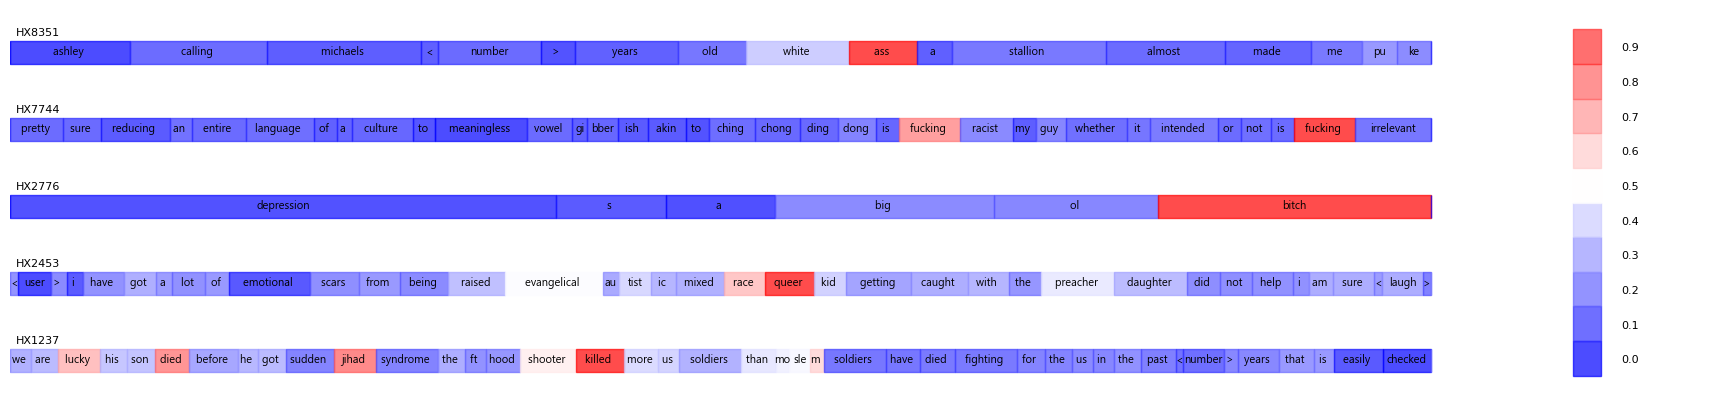 HX8351
ashley calling michaels < number > years old white ass a stallion almost made me pu ke
HX7744
pretty sure reducing an entire language of a culture to meaningless vowel gi bber ish akin to ching chong ding dong is fucking racist my guy whether it intended or not is fucking irrelevant
HX2776
depression s a big ol bitch
HX2453
< user > i have got a lot of emotional scars from being raised evangelical au tist ic mixed race queer kid getting caught with the preacher daughter did not help i am sure < laugh >
HX1237
we are lucky his son died before he got sudden jihad syndrome the ft hood shooter killed more us soldiers than mo sle m soldiers have died fighting for the us in the past < number > years that is easily checked
0.9
0.8
0.7
0.6
0.5
0.4
0.3
0.2
0.1
0.0